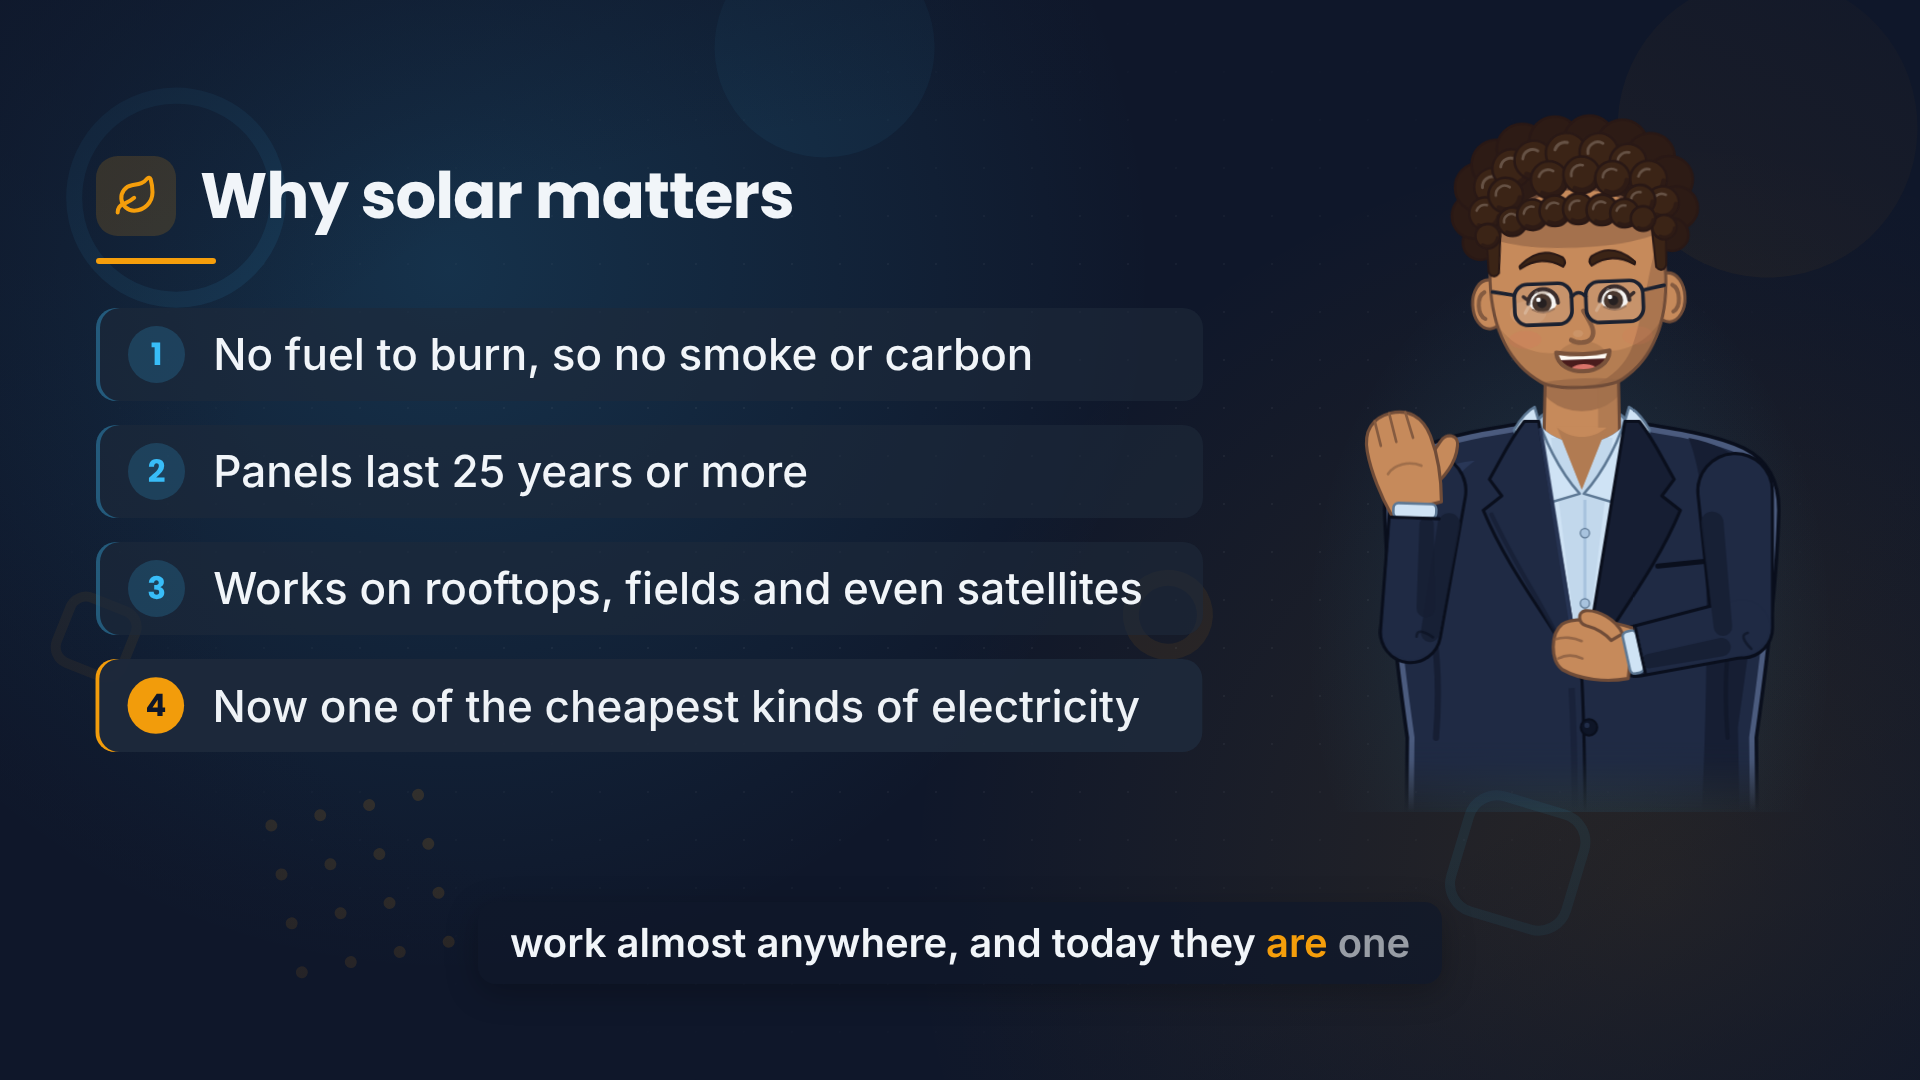 Why solar matters
1 No fuel to burn, so no smoke or carbon
2 Panels last 25 years or more
3 Works on rooftops, fields and even satellites
4 Now one of the cheapest kinds of electricity
work almost anywhere, and today they are one